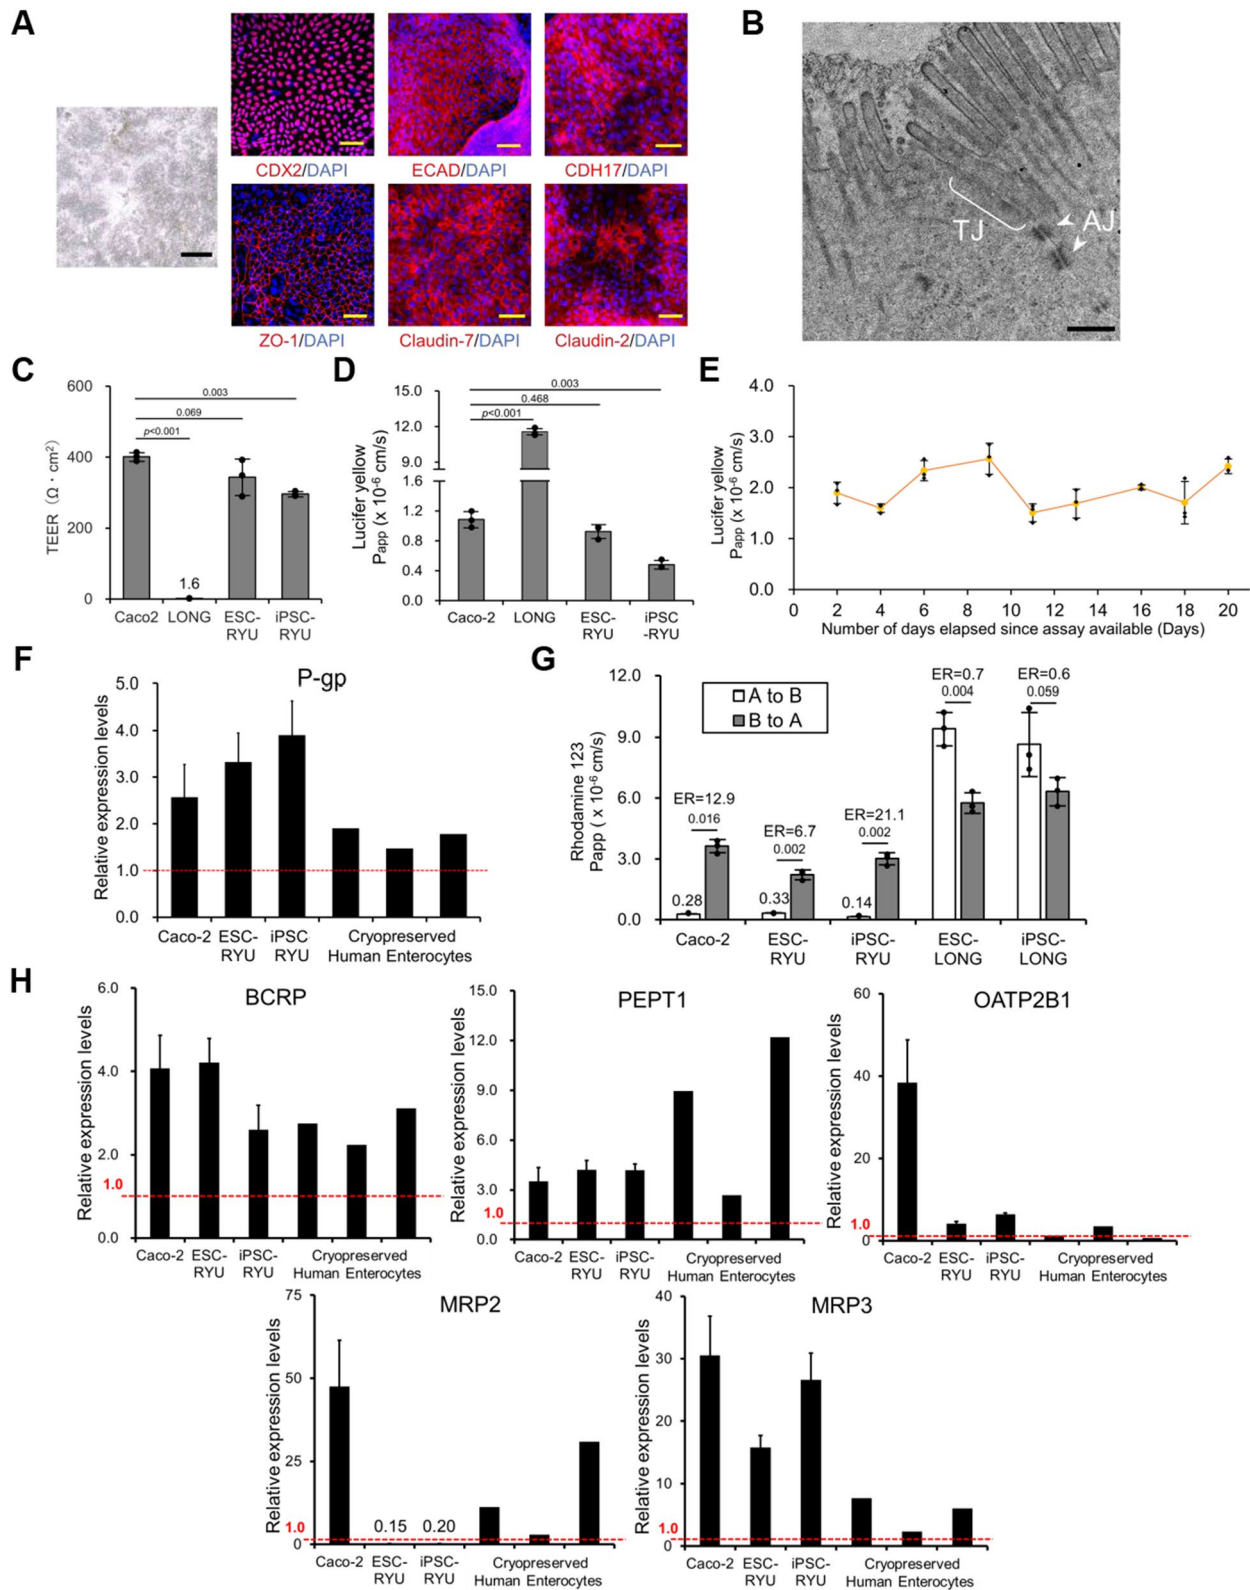 A
B
CDX2/DAPI
ECAD/DAPI
CDH17/DAPI
ZO-1/DAPI
Claudin-7/DAPI
Claudin-2/DAPI
TJ
AJ
C
TEER (Ω・cm²)
600
400
200
0
0.003
0.069
p<0.001
1.6
Caco2
LONG
ESC-
RYU
iPSC-
RYU
D
Lucifer yellow
Papp (x 10⁻⁶ cm/s)
15.0
12.0
9.0
1.6
1.2
0.8
0.4
0.0
0.003
0.468
p<0.001
Caco-2
LONG
ESC-
RYU
iPSC
-RYU
E
Lucifer yellow
Papp (x 10⁻⁶ cm/s)
4.0
3.0
2.0
1.0
0.0
0 2 4 6 8 10 12 14 16 18 20
Number of days elapsed since assay available (Days)
F
P-gp
Relative expression levels
5.0
4.0
3.0
2.0
1.0
0.0
Caco-2
ESC-
RYU
iPSC
RYU
Cryopreserved
Human Enterocytes
G
Rhodamine 123
Papp ( x 10⁻⁶ cm/s)
12.0
9.0
6.0
3.0
0.0
A to B
B to A
ER=12.9
0.016
0.28
ER=6.7
0.002
0.33
ER=21.1
0.002
0.14
ER=0.7
0.004
ER=0.6
0.059
Caco-2
ESC-
RYU
iPSC-
RYU
ESC-
LONG
iPSC-
LONG
H
BCRP
Relative expression levels
6.0
4.0
2.0
1.0
0.0
Caco-2
ESC-
RYU
iPSC-
RYU
Cryopreserved
Human Enterocytes
PEPT1
Relative expression levels
15.0
12.0
9.0
6.0
3.0
1.0
0.0
Caco-2
ESC-
RYU
iPSC-
RYU
Cryopreserved
Human Enterocytes
OATP2B1
Relative expression levels
60
40
20
1.0
0
Caco-2
ESC-
RYU
iPSC-
RYU
Cryopreserved
Human Enterocytes
MRP2
Relative expression levels
75
50
25
1.0
0
0.15
0.20
Caco-2
ESC-
RYU
iPSC-
RYU
Cryopreserved
Human Enterocytes
MRP3
Relative expression levels
40
30
20
10
1.0
0
Caco-2
ESC-
RYU
iPSC-
RYU
Cryopreserved
Human Enterocytes